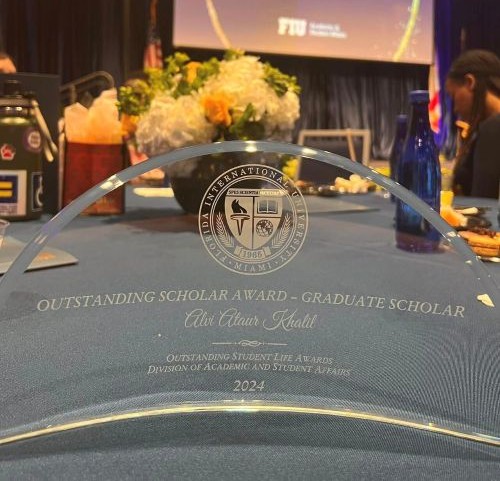 FIU
FLORIDA INTERNATIONAL UNIVERSITY
1965
MIAMI
OUTSTANDING SCHOLAR AWARD – GRADUATE SCHOLAR
Alvi Ataur Khalil
OUTSTANDING STUDENT LIFE AWARDS
DIVISION OF ACADEMIC AND STUDENT AFFAIRS
2024